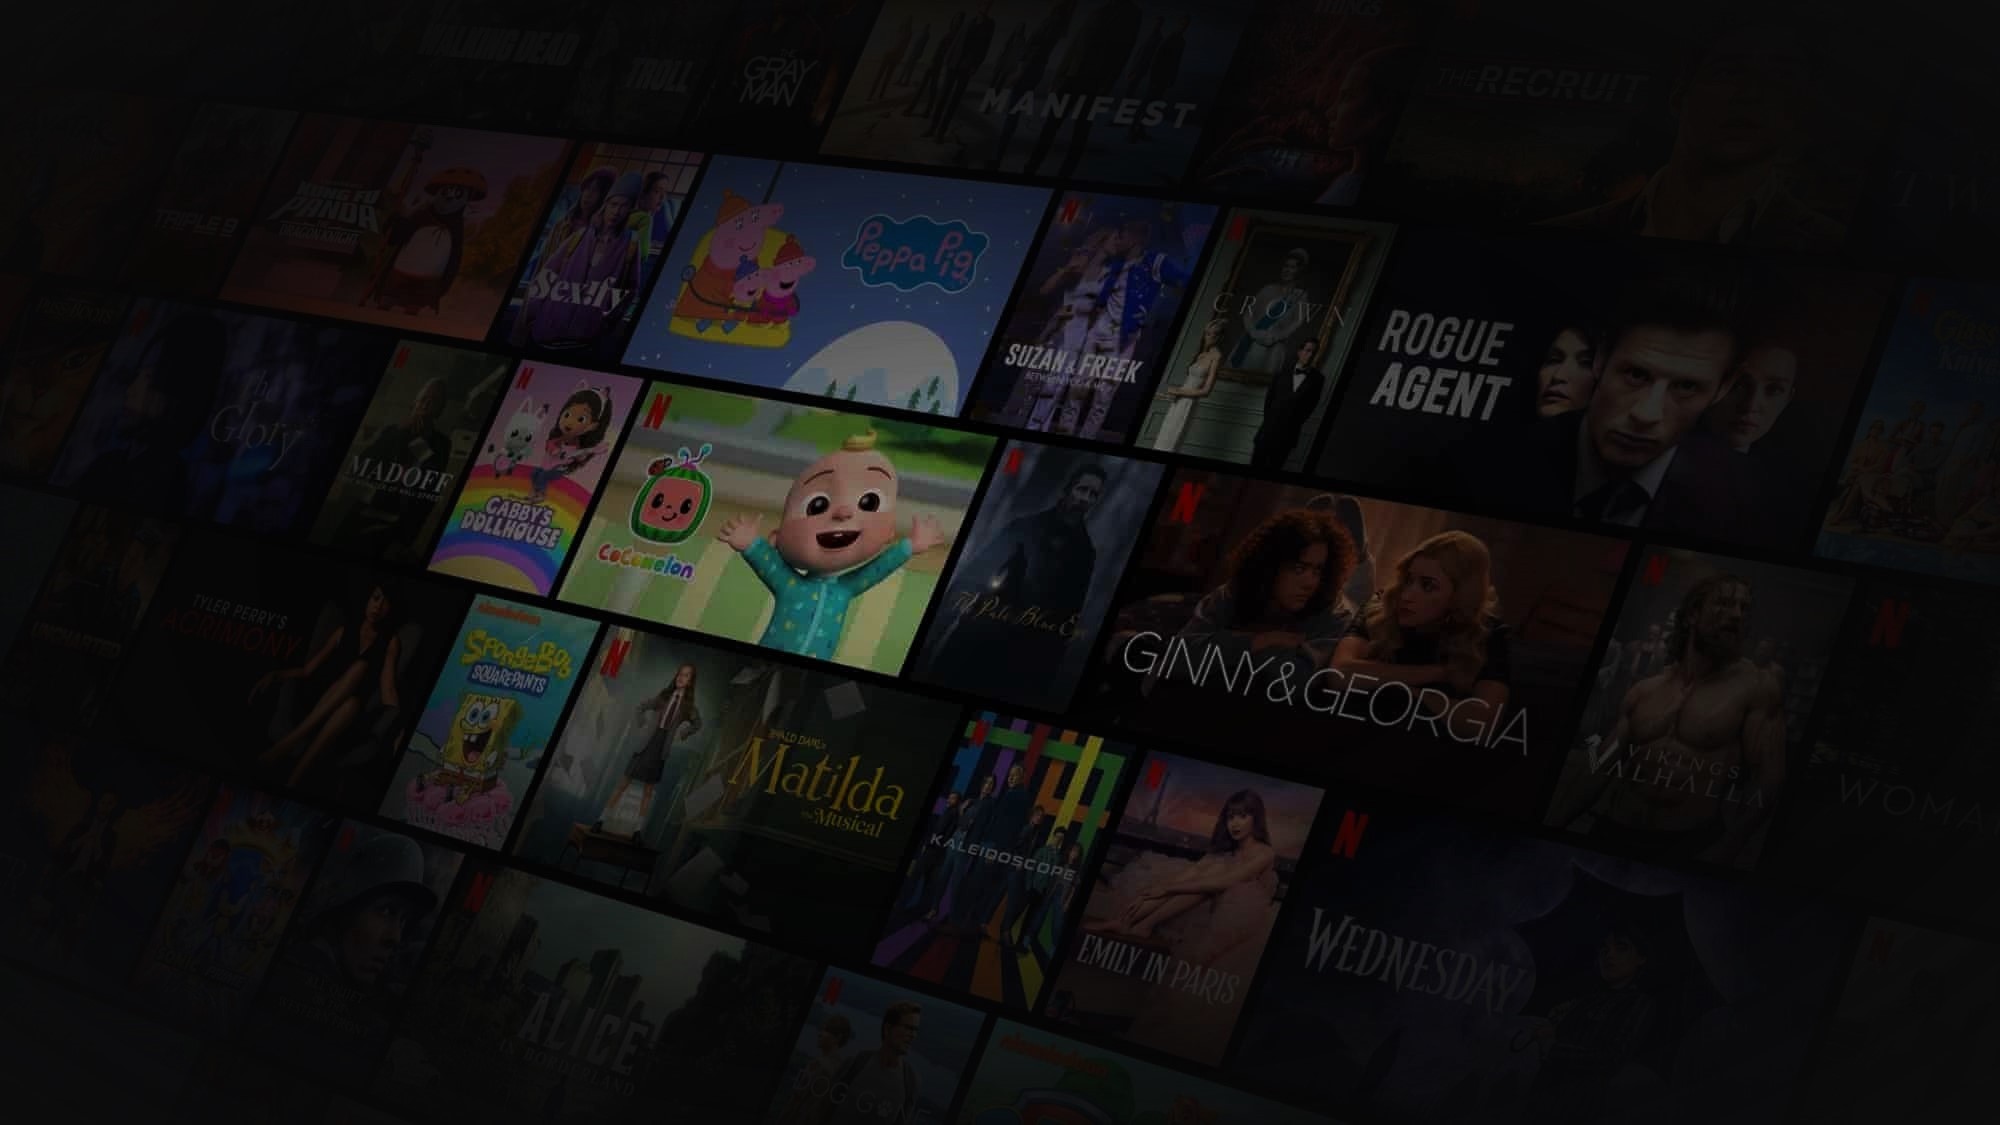 WALKING DEAD
TROLL
THE
GRAY
MAN
MANIFEST
THINGS
THE RECRUIT
TRIPLE 9
KUNG FU
PANDA
Sex!fy
Peppa Pig
SUZAN & FREEK
CROWN
ROGUE
AGENT
The
Glory
MADOFF
GABBY'S
DOLLHOUSE
N
CoComelon
The Pale Blue Eye
N
GINNY & GEORGIA
VIKINGS
VALHALLA
WOMA
TYLER PERRY'S
ACRIMONY
nickelodeon
SpongeBob
SQUAREPANTS
N
ROALD DAHL'S
Matilda
the Musical
KALEIDOSCOPE
EMILY IN PARIS
N
WEDNESDAY
ALICE
IN BORDERLAND
DOG GONE
nickelodeon